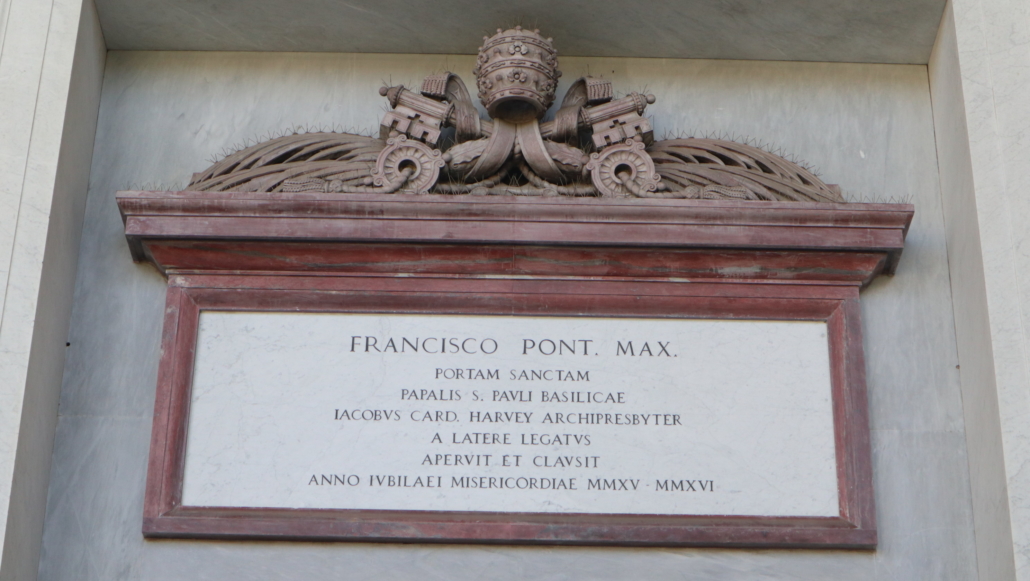 FRANCISCO PONT. MAX.
PORTAM SANCTAM
PAPALIS S. PAVLI BASILICAE
IACOBVS CARD. HARVEY ARCHIPRESBYTER
A LATERE LEGATVS
APERVIT ET CLAVSIT
ANNO IVBILAEI MISERICORDIAE MMXV - MMXVI